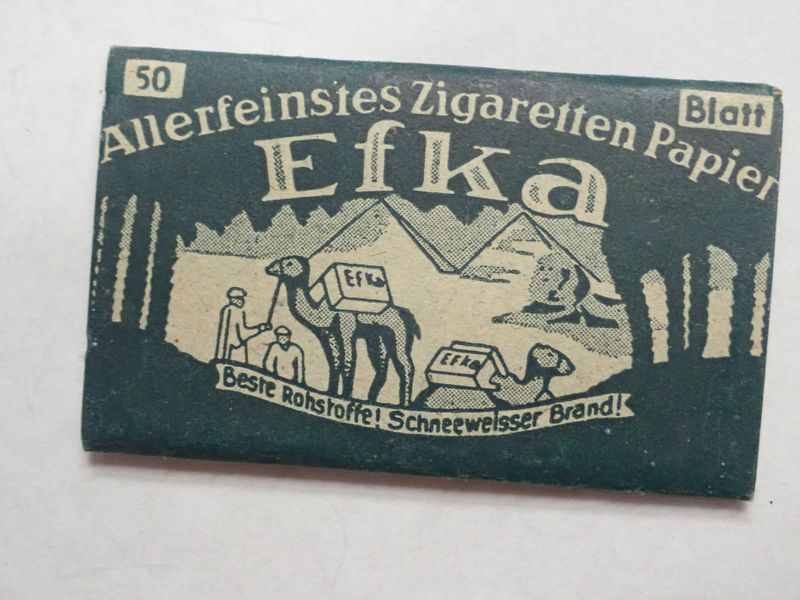 50
Blatt
Allerfeinstes Zigaretten Papier
Efka
Efka
Efka
Beste Rohstoffe! Schneeweisser Brand!